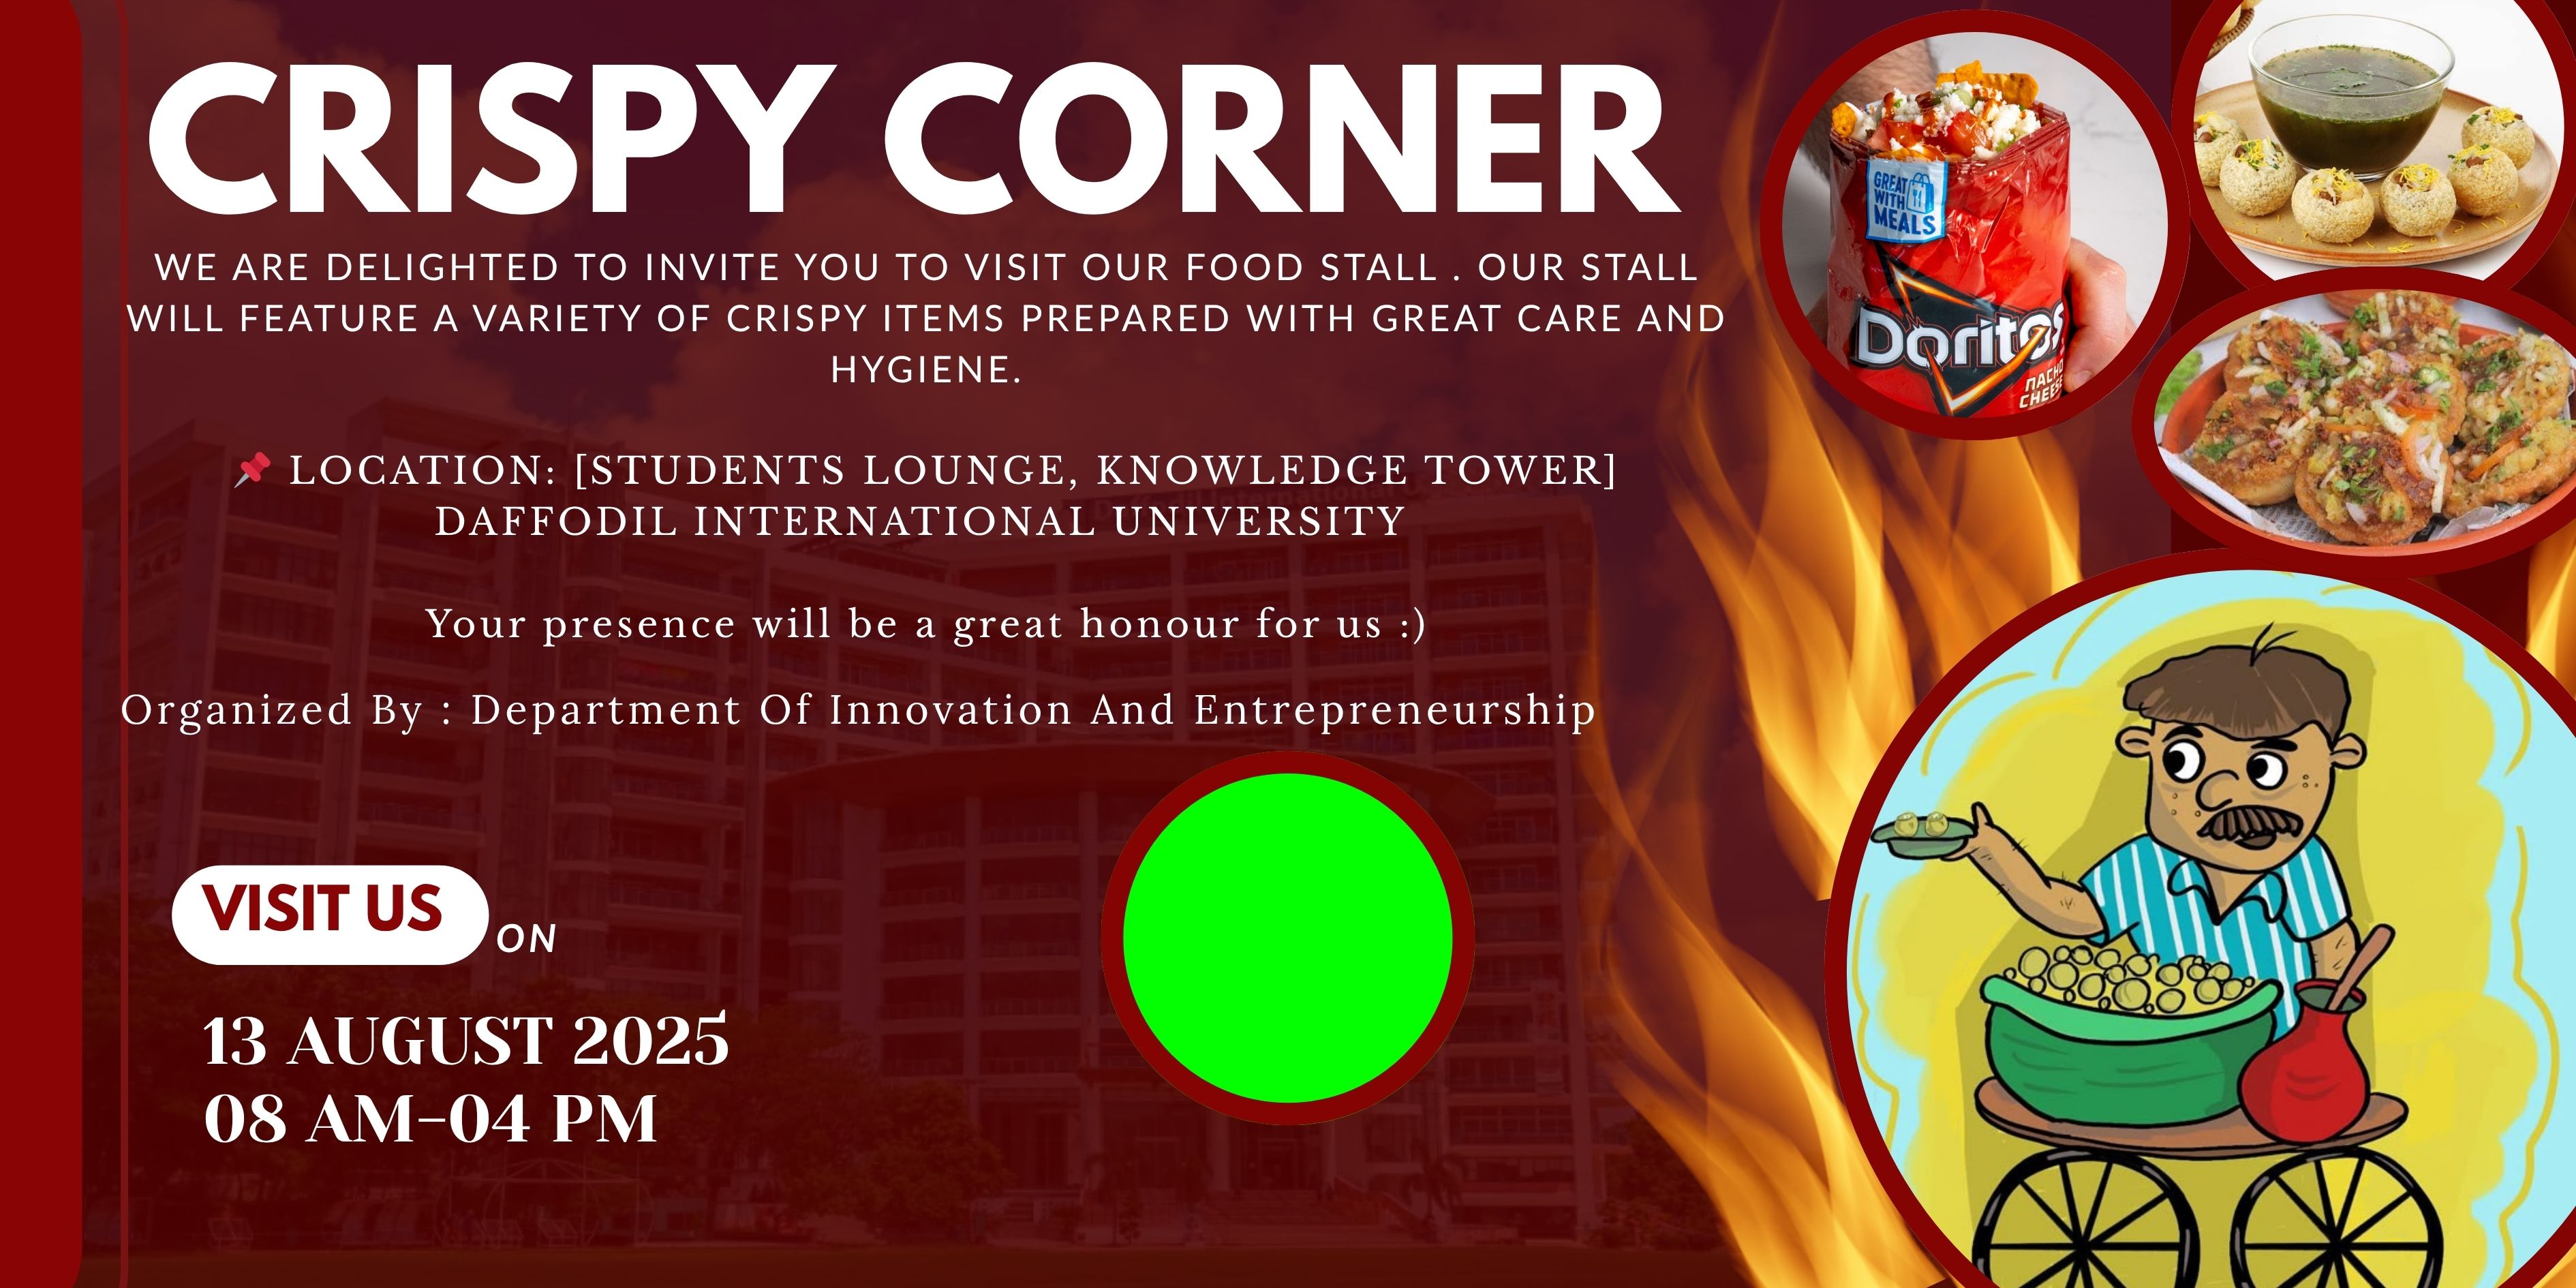 CRISPY CORNER
WE ARE DELIGHTED TO INVITE YOU TO VISIT OUR FOOD STALL . OUR STALL
WILL FEATURE A VARIETY OF CRISPY ITEMS PREPARED WITH GREAT CARE AND
HYGIENE.
📌 LOCATION: [STUDENTS LOUNGE, KNOWLEDGE TOWER]
DAFFODIL INTERNATIONAL UNIVERSITY
Your presence will be a great honour for us :)
Organized By : Department Of Innovation And Entrepreneurship
VISIT US
ON
13 AUGUST 2025
08 AM–04 PM
GREAT
WITH
MEALS
Doritos
NACHO
CHEESE